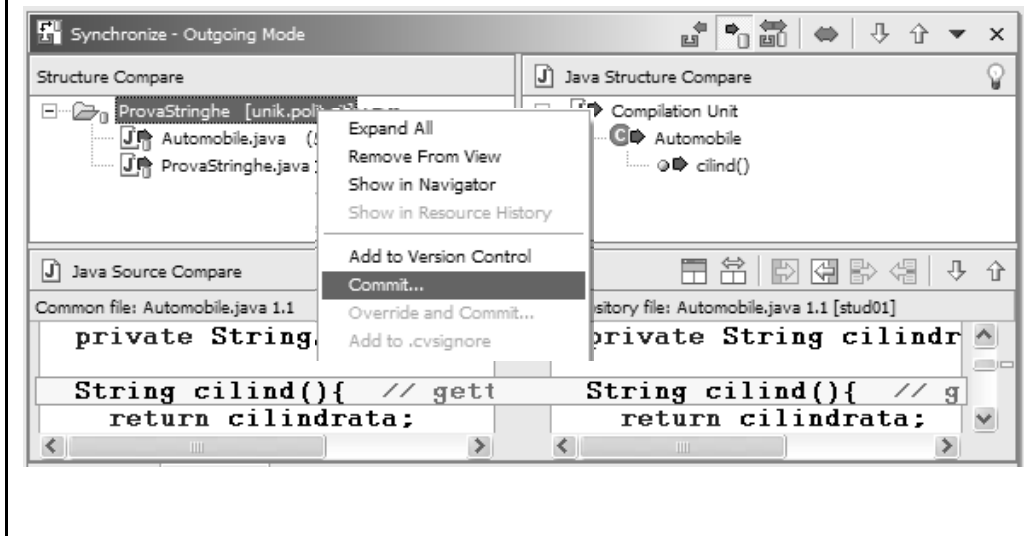 Synchronize - Outgoing Mode
Structure Compare
Java Structure Compare
ProvaStringhe [unik.polit
Automobile.java
ProvaStringhe.java
Compilation Unit
Automobile
cilind()
Expand All
Remove From View
Show in Navigator
Show in Resource History
Add to Version Control
Commit...
Override and Commit...
Add to .cvsignore
Java Source Compare
Common file: Automobile.java 1.1
sitory file: Automobile.java 1.1 [stud01]
private String
String cilind(){ // gett
return cilindrata;
private String cilindr
String cilind(){ // g
return cilindrata;